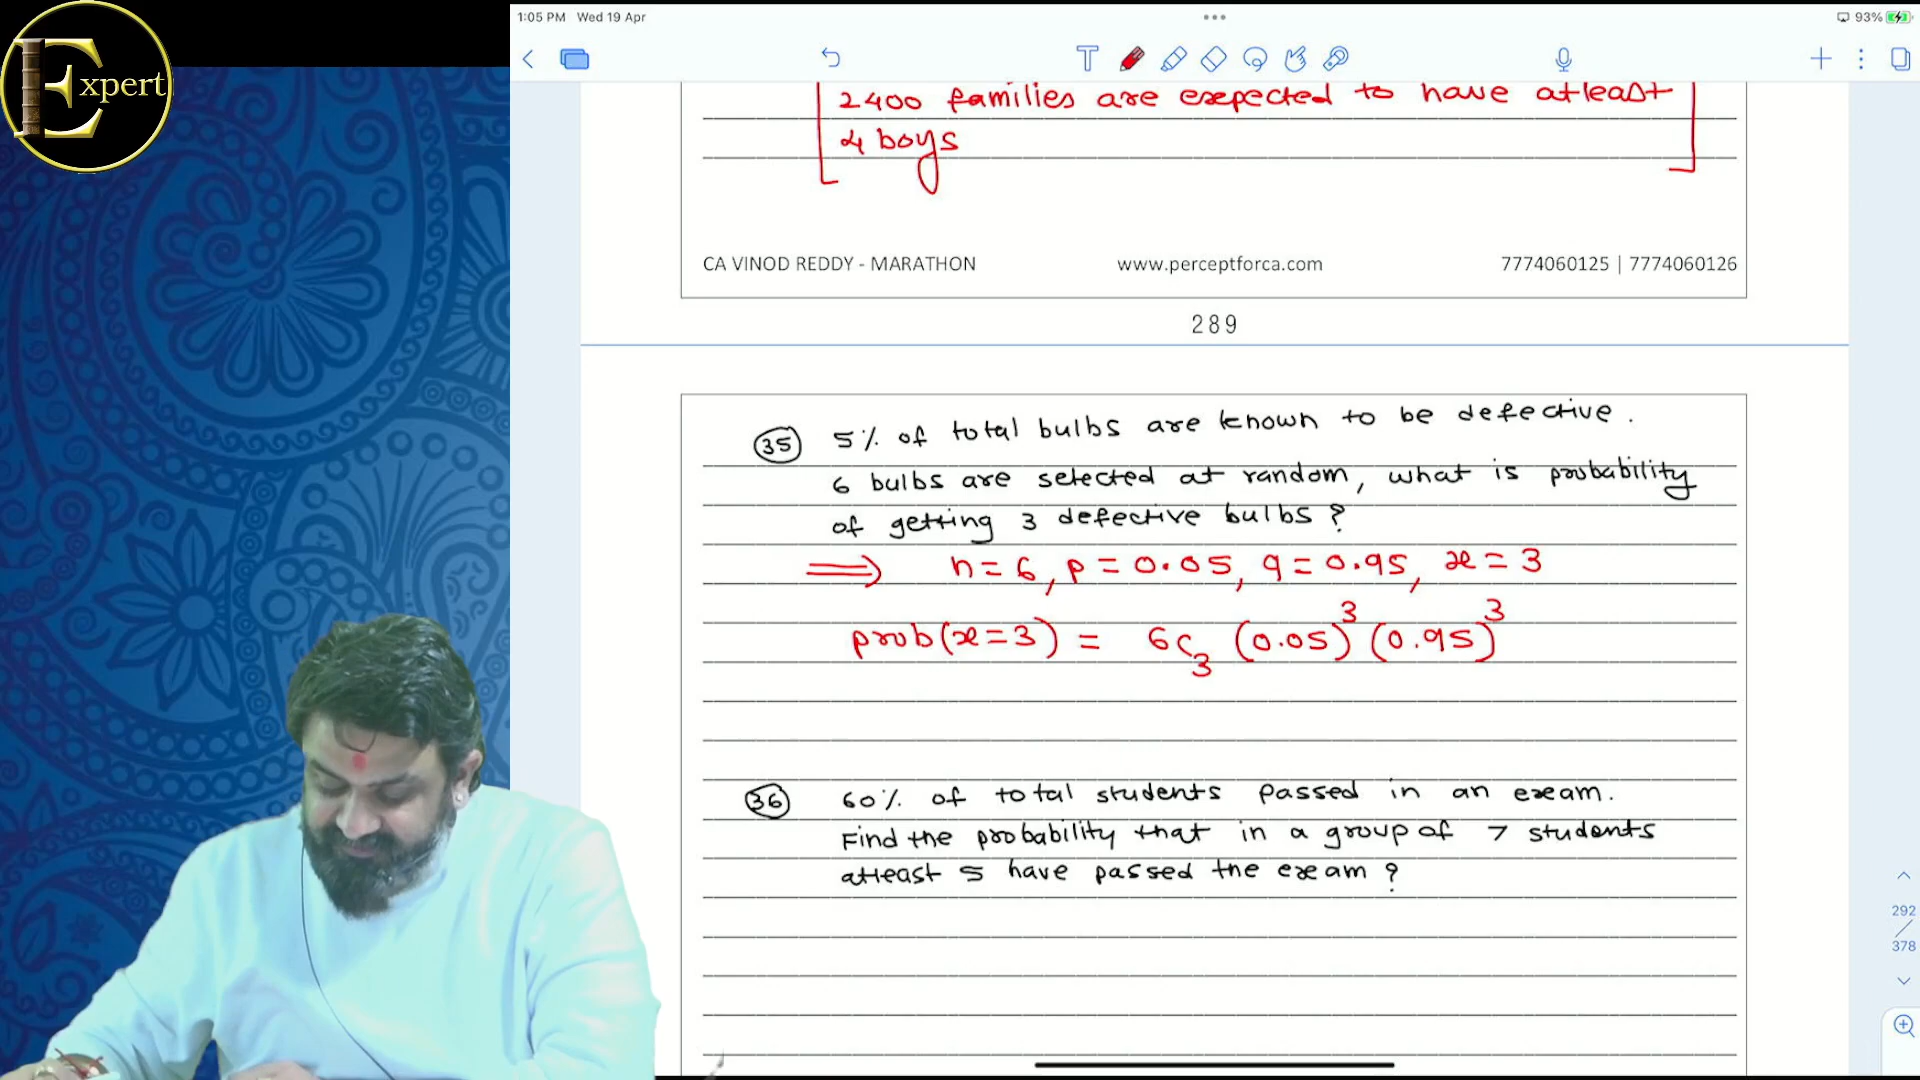 Expert
1:05 PM Wed 19 Apr
93%
2400 families are expected to have atleast
4 boys
CA VINOD REDDY - MARATHON www.perceptforca.com 7774060125 | 7774060126
289
35 5% of total bulbs are known to be defective.
6 bulbs are selected at random, what is probability
of getting 3 defective bulbs?
⟹ n = 6, p = 0.05, q = 0.95, x = 3
prob(x=3) = 6C₃ (0.05)³ (0.95)³
36 60% of total students passed in an exam.
Find the probability that in a group of 7 students
atleast 5 have passed the exam?
292
378